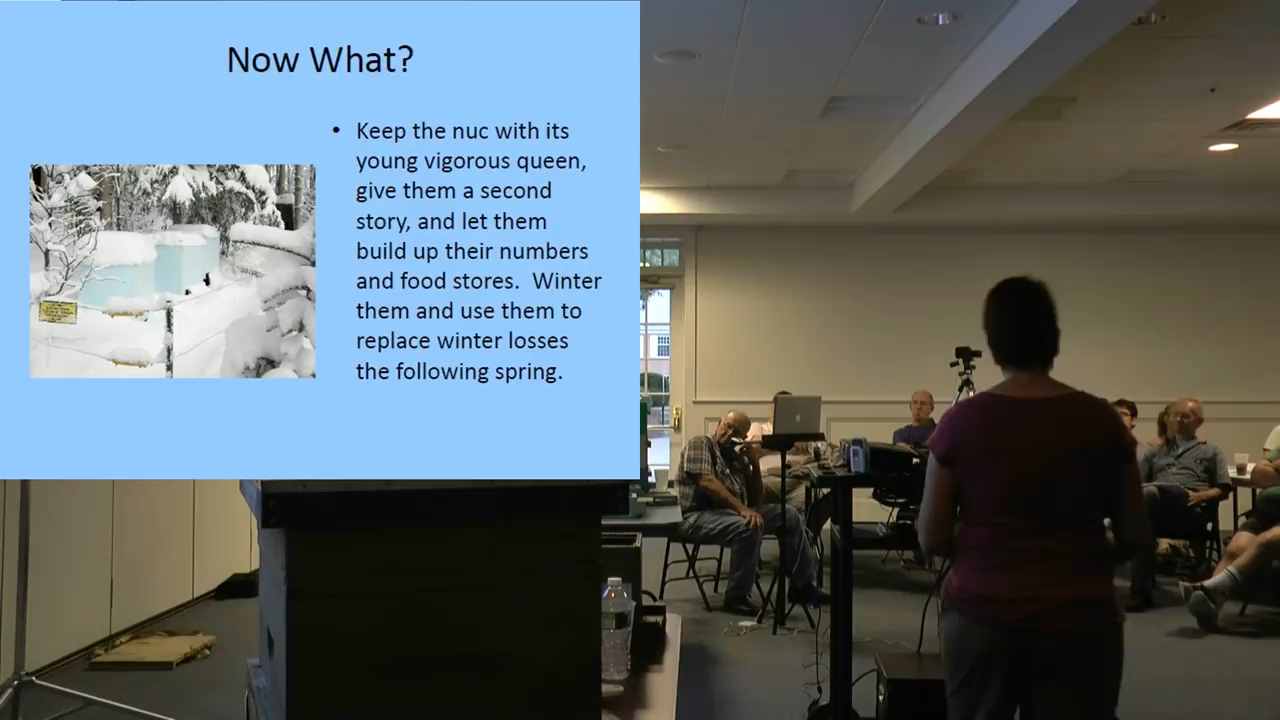 Now What?
• Keep the nuc with its
young vigorous queen,
give them a second
story, and let them
build up their numbers
and food stores.  Winter
them and use them to
replace winter losses
the following spring.